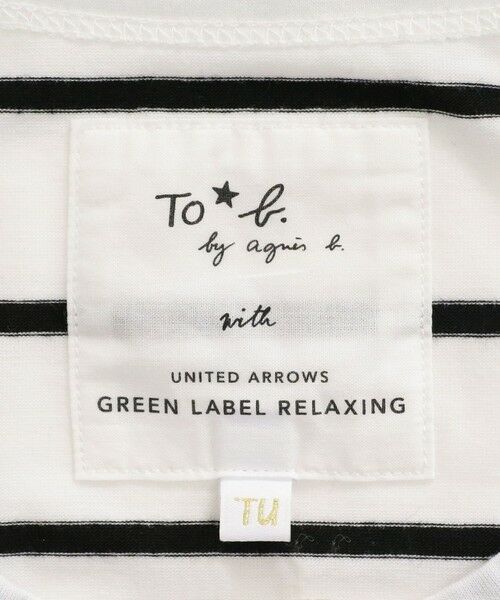 To★b.
by agnès b.
with
UNITED ARROWS
GREEN LABEL RELAXING
TU